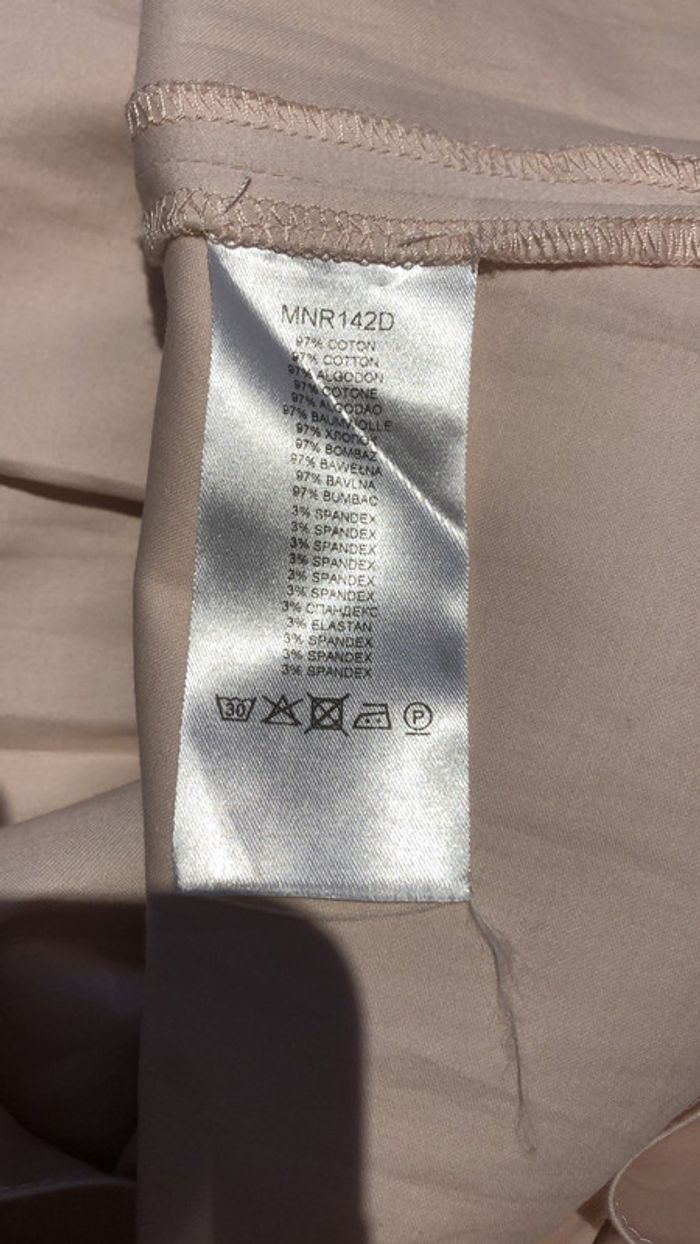 MNR142D
97% COTON
97% COTTON
97% ALGODON
97% COTONE
97% ALGODAO
97% BAUMWOLLE
97% ХЛОПОК
97% BOMBAZ
97% BAWEŁNA
97% BAVLNA
97% BUMBAC
3% SPANDEX
3% SPANDEX
3% SPANDEX
3% SPANDEX
3% SPANDEX
3% SPANDEX
3% СПАНДЕКС
3% ELASTAN
3% SPANDEX
3% SPANDEX
3% SPANDEX
30 P